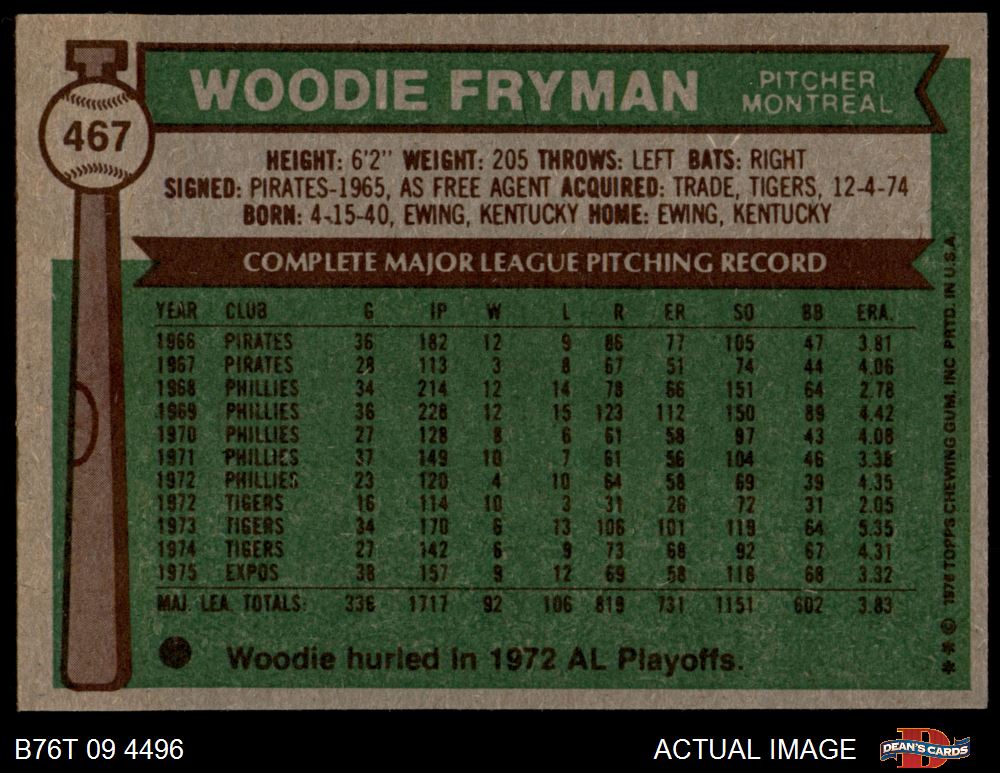 467
WOODIE FRYMAN
PITCHER
MONTREAL
HEIGHT: 6'2" WEIGHT: 205 THROWS: LEFT BATS: RIGHT
SIGNED: PIRATES-1965, AS FREE AGENT ACQUIRED: TRADE, TIGERS, 12-4-74
BORN: 4-15-40, EWING, KENTUCKY HOME: EWING, KENTUCKY
COMPLETE MAJOR LEAGUE PITCHING RECORD
YEAR CLUB G IP W L R ER SO BB ERA.
1966 PIRATES 36 182 12 9 86 77 105 47 3.81
1967 PIRATES 28 113 3 8 67 51 74 44 4.06
1968 PHILLIES 34 214 12 14 78 66 151 64 2.78
1969 PHILLIES 36 228 12 15 123 112 150 89 4.42
1970 PHILLIES 27 128 8 6 61 58 97 43 4.08
1971 PHILLIES 37 149 10 7 61 56 104 46 3.38
1972 PHILLIES 23 120 4 10 64 58 69 39 4.35
1972 TIGERS 16 114 10 3 31 26 72 31 2.05
1973 TIGERS 34 170 6 13 106 101 119 64 5.35
1974 TIGERS 27 142 6 9 73 68 92 67 4.31
1975 EXPOS 38 157 9 12 69 58 118 68 3.32
MAJ. LEA. TOTALS: 336 1717 92 106 819 731 1151 602 3.83
Woodie hurled in 1972 AL Playoffs.
** © 1976 TOPPS CHEWING GUM, INC PRTD. IN U.S.A.
B76T 09 4496
ACTUAL IMAGE
DEAN'S CARDS